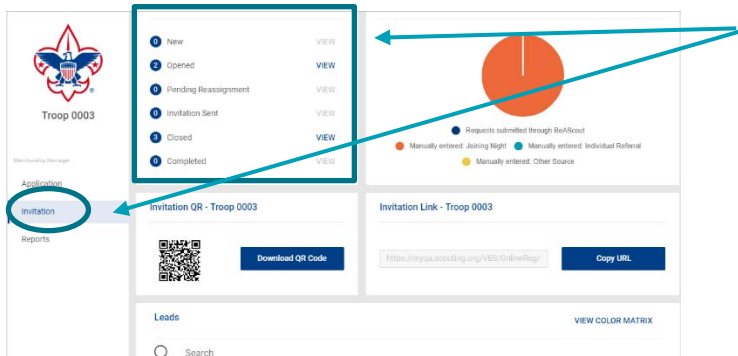 Troop 0003
Membership Manager
Application
Invitation
Reports
0 New VIEW
2 Opened VIEW
0 Pending Reassignment VIEW
0 Invitation Sent VIEW
3 Closed VIEW
0 Completed VIEW
Requests submitted through BeAScout
Manually entered: Joining Night Manually entered: Individual Referral
Manually entered: Other Source
Invitation QR - Troop 0003
Download QR Code
Invitation Link - Troop 0003
https://myqa.scouting.org/VES/OnlineReg/ Copy URL
Leads
VIEW COLOR MATRIX
Search